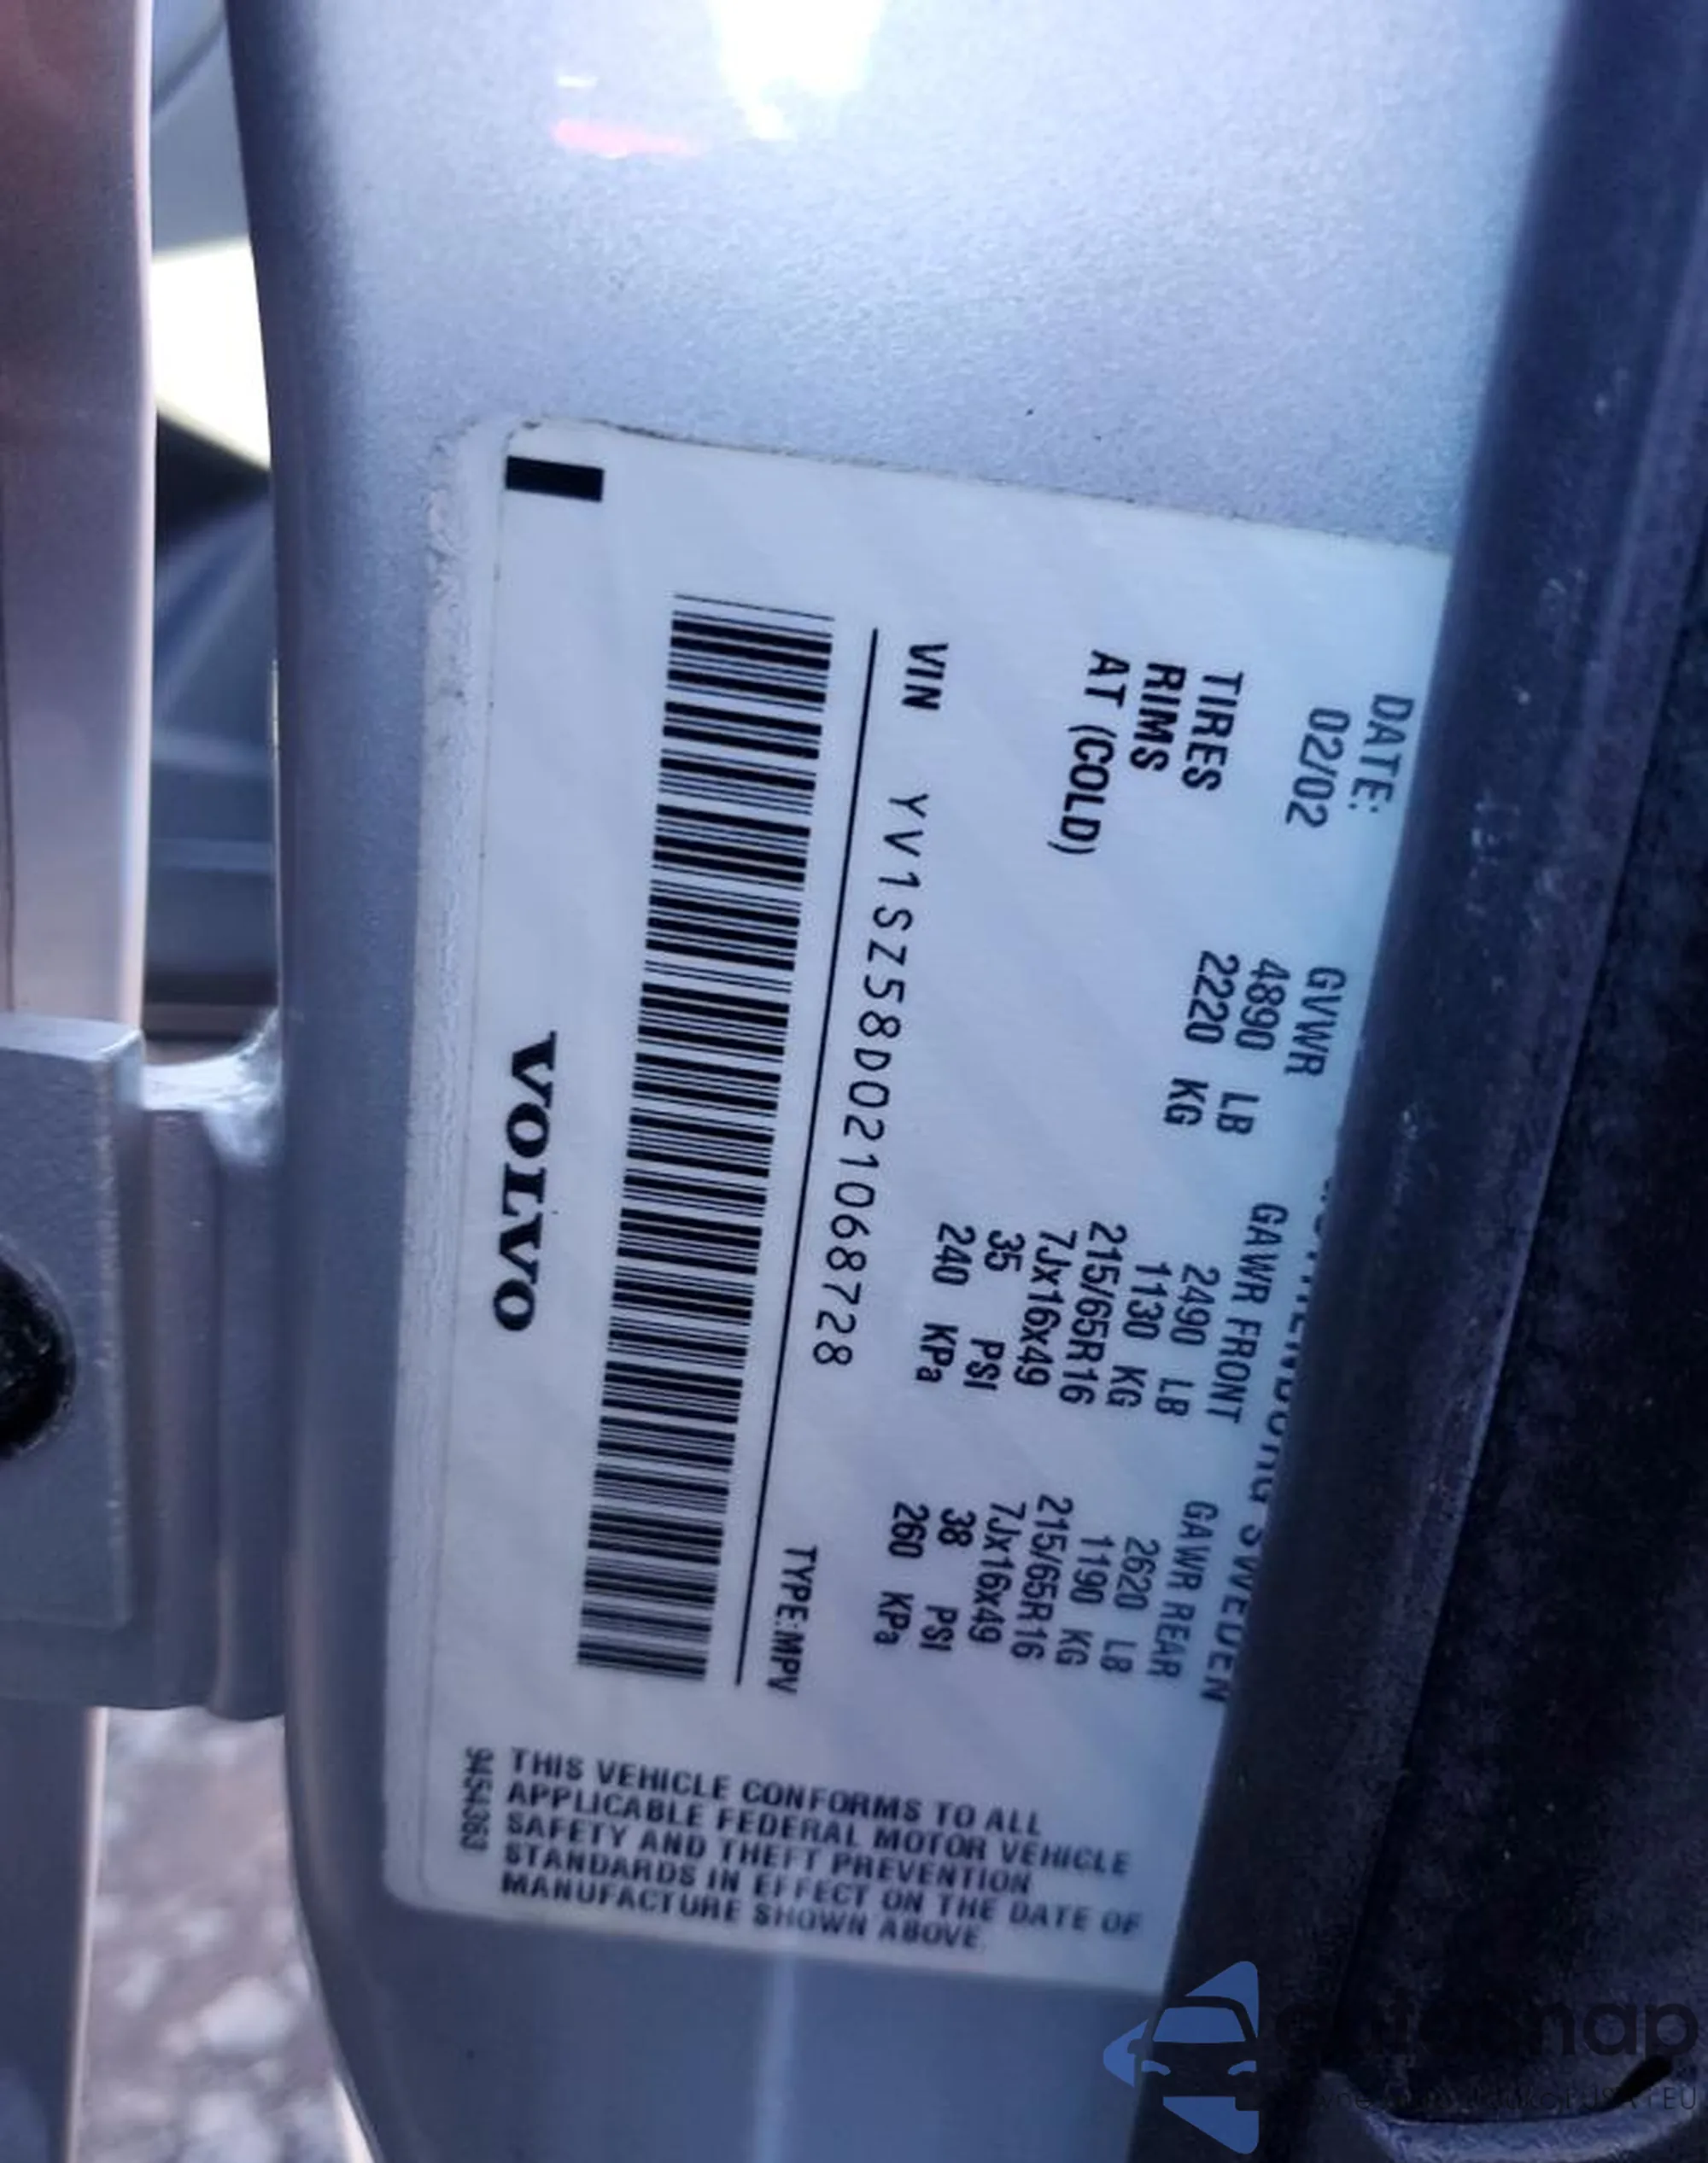 GOTHENBURG SWEDEN
DATE: GVWR GAWR FRONT GAWR REAR
02/02 4890 LB 2490 LB 2620 LB
2220 KG 1130 KG 1190 KG
TIRES 215/65R16 215/65R16
RIMS 7Jx16x49 7Jx16x49
AT (COLD) 35 PSI 38 PSI
240 KPa 260 KPa
VIN YV1SZ58D021068728 TYPE:MPV
VOLVO
THIS VEHICLE CONFORMS TO ALL
APPLICABLE FEDERAL MOTOR VEHICLE
SAFETY AND THEFT PREVENTION
STANDARDS IN EFFECT ON THE DATE OF
MANUFACTURE SHOWN ABOVE.
9454363